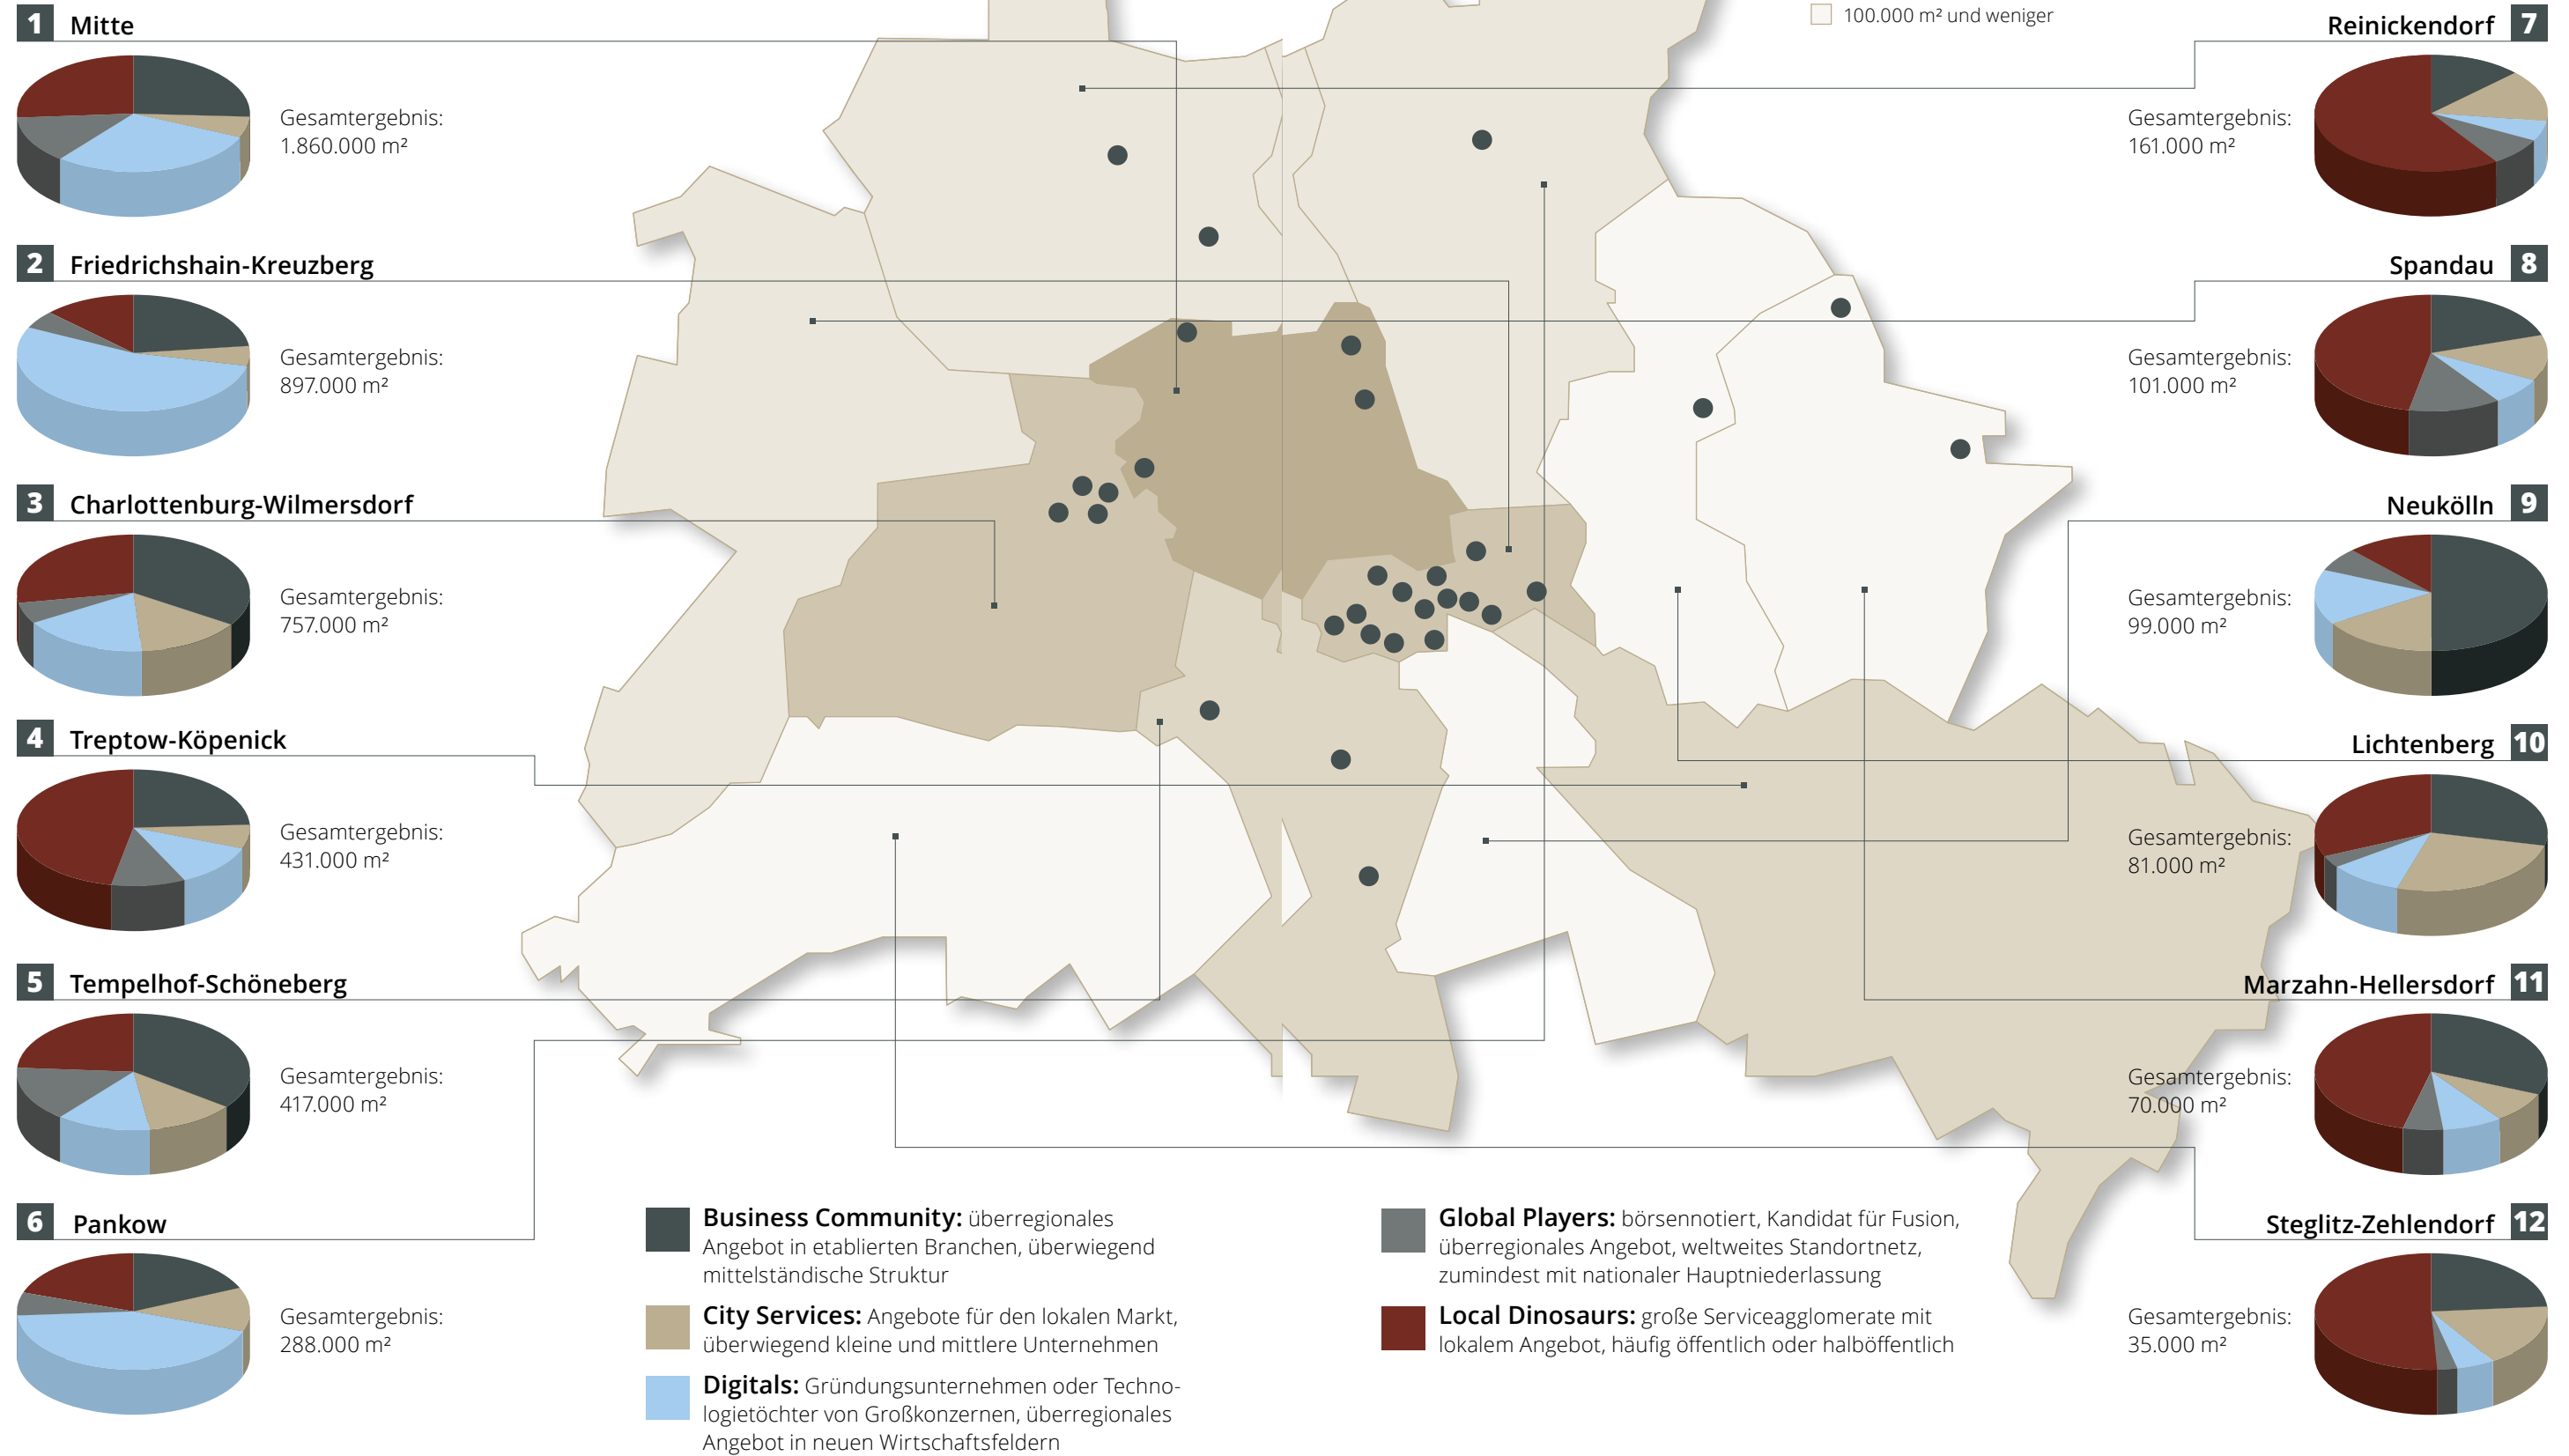 100.000 m² und weniger
1 Mitte
Gesamtergebnis:
1.860.000 m²
2 Friedrichshain-Kreuzberg
Gesamtergebnis:
897.000 m²
3 Charlottenburg-Wilmersdorf
Gesamtergebnis:
757.000 m²
4 Treptow-Köpenick
Gesamtergebnis:
431.000 m²
5 Tempelhof-Schöneberg
Gesamtergebnis:
417.000 m²
6 Pankow
Gesamtergebnis:
288.000 m²
Reinickendorf 7
Gesamtergebnis:
161.000 m²
Spandau 8
Gesamtergebnis:
101.000 m²
Neukölln 9
Gesamtergebnis:
99.000 m²
Lichtenberg 10
Gesamtergebnis:
81.000 m²
Marzahn-Hellersdorf 11
Gesamtergebnis:
70.000 m²
Steglitz-Zehlendorf 12
Gesamtergebnis:
35.000 m²
Business Community: überregionales
Angebot in etablierten Branchen, überwiegend
mittelständische Struktur
City Services: Angebote für den lokalen Markt,
überwiegend kleine und mittlere Unternehmen
Digitals: Gründungsunternehmen oder Techno-
logietöchter von Großkonzernen, überregionales
Angebot in neuen Wirtschaftsfeldern
Global Players: börsennotiert, Kandidat für Fusion,
überregionales Angebot, weltweites Standortnetz,
zumindest mit nationaler Hauptniederlassung
Local Dinosaurs: große Serviceagglomerate mit
lokalem Angebot, häufig öffentlich oder halböffentlich